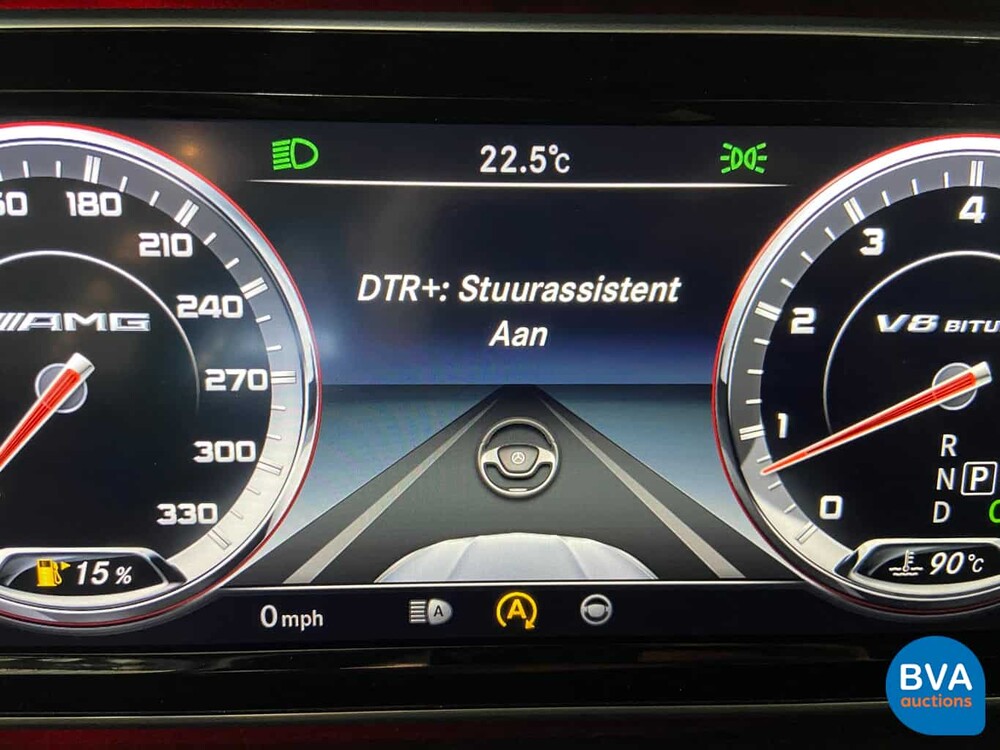 22.5°C
DTR+: Stuurassistent
Aan
180
210
240
270
300
330
AMG
15 %
4
3
2
1
0
V8 BITU
R
N P
D
90°C
0 mph
A
A
BVA
auctions